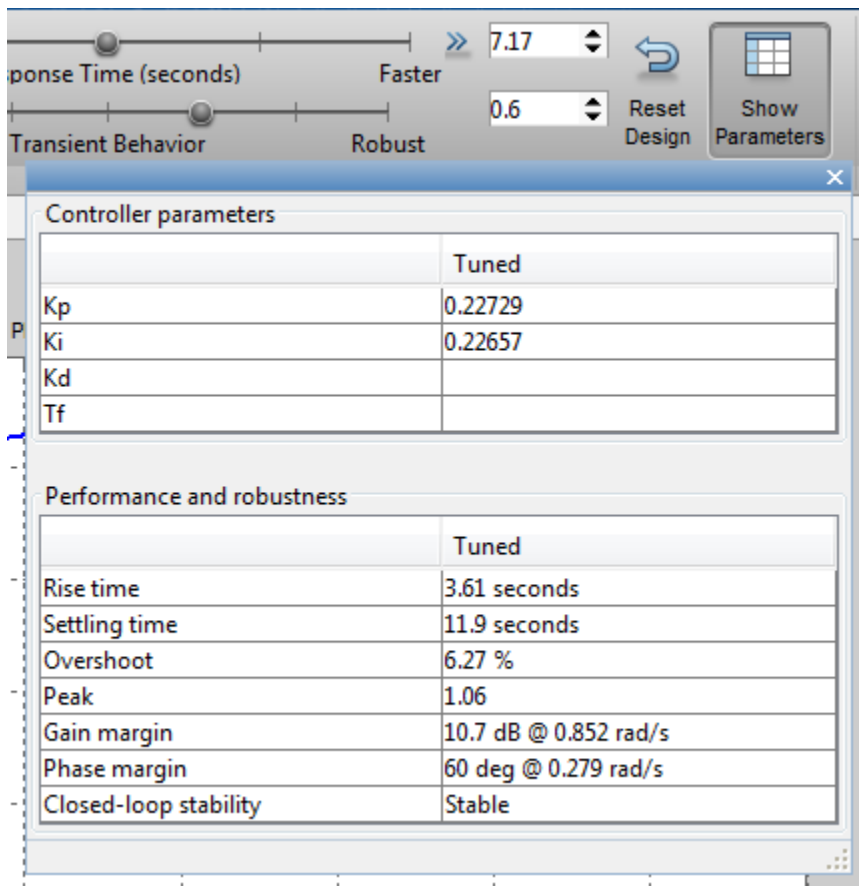 7.17
ponse Time (seconds) Faster
0.6
Reset Design
Show Parameters
Transient Behavior Robust
Controller parameters
Tuned
Kp 0.22729
P
Ki 0.22657
Kd
Tf
Performance and robustness
Tuned
Rise time 3.61 seconds
Settling time 11.9 seconds
Overshoot 6.27 %
Peak 1.06
Gain margin 10.7 dB @ 0.852 rad/s
Phase margin 60 deg @ 0.279 rad/s
Closed-loop stability Stable